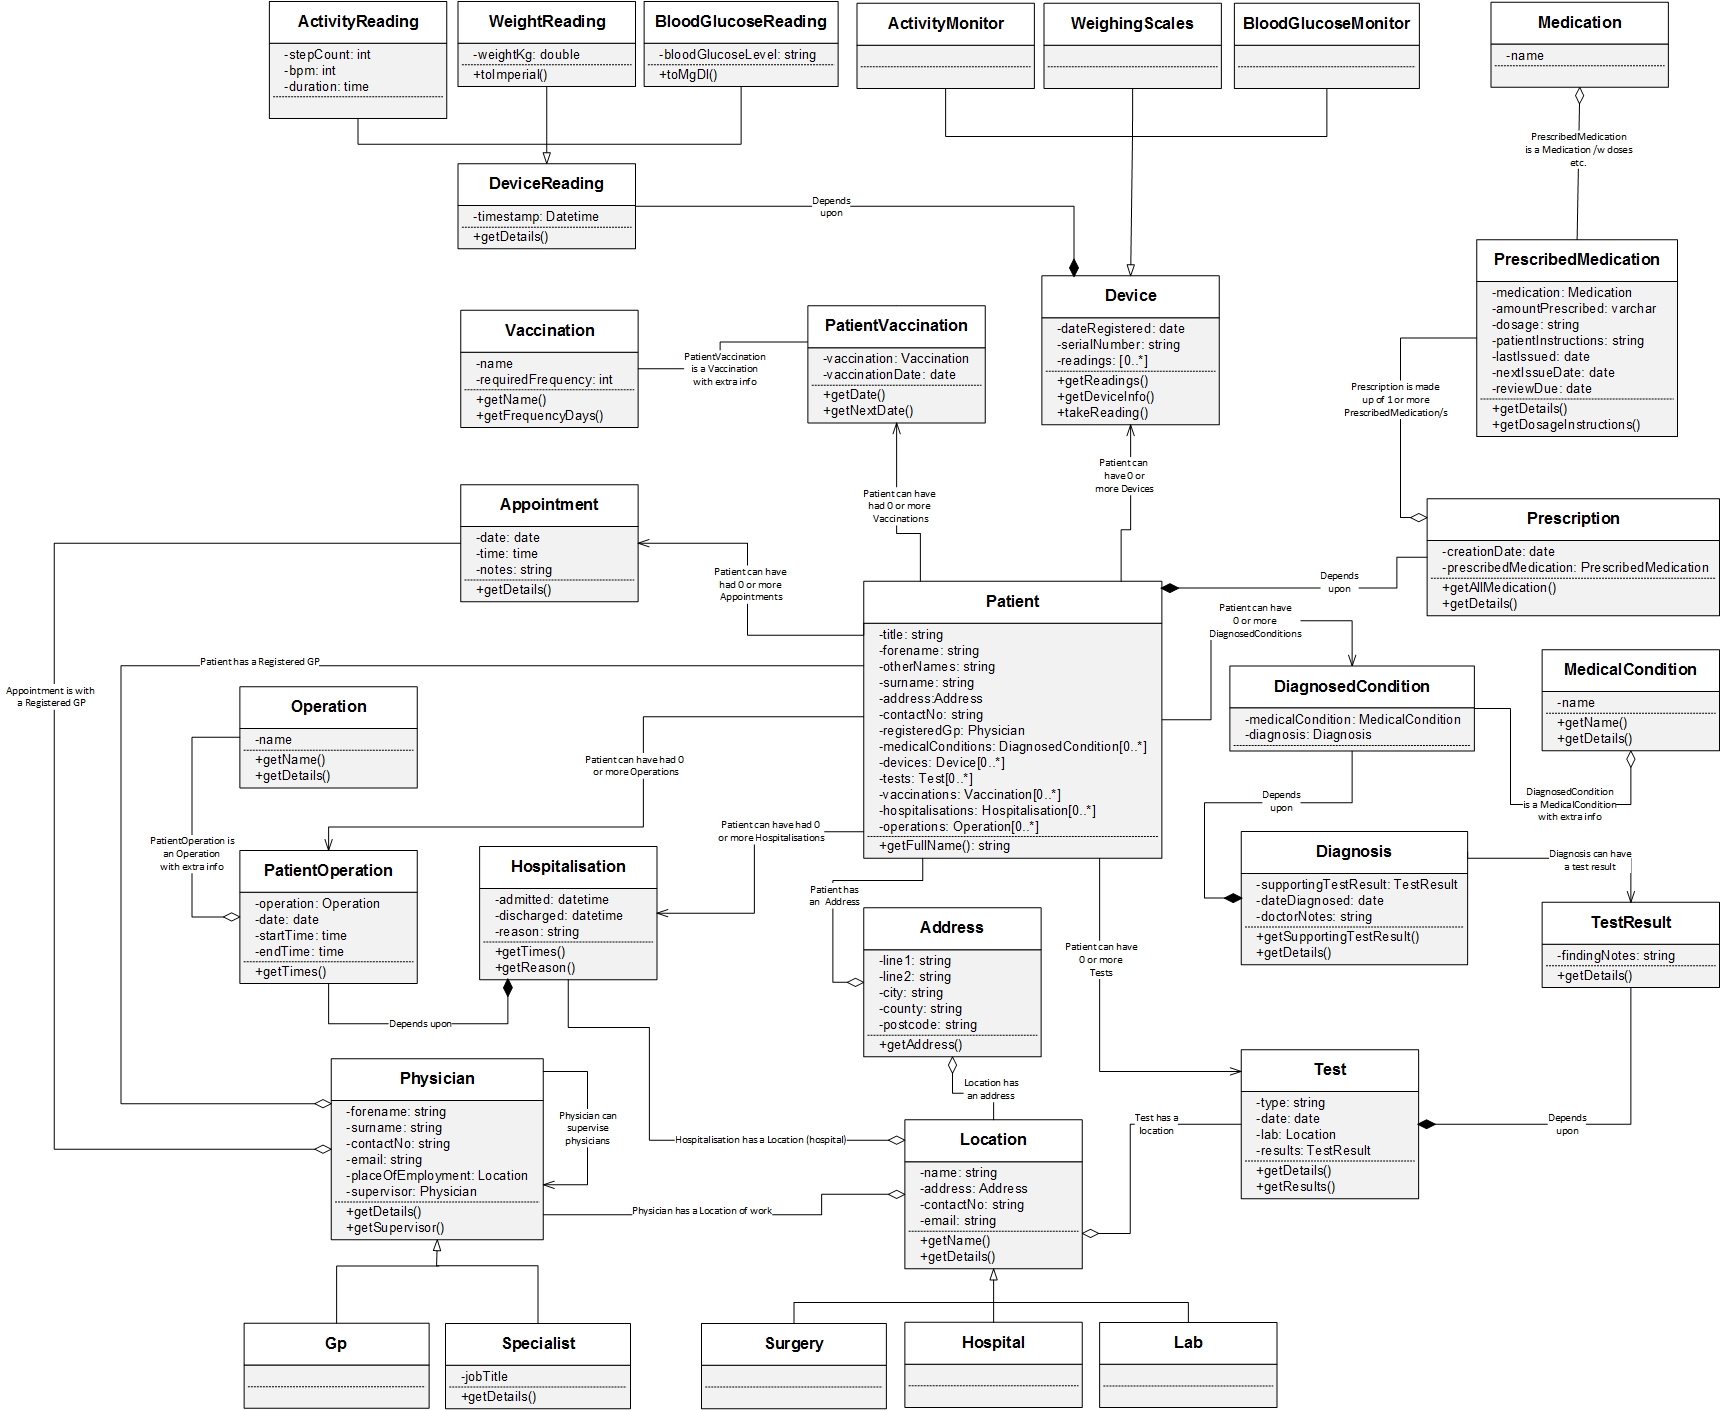 ActivityReading
-stepCount: int
-bpm: int
-duration: time
WeightReading
-weightKg: double
+toImperial()
BloodGlucoseReading
-bloodGlucoseLevel: string
+toMgDl()
ActivityMonitor
WeighingScales
BloodGlucoseMonitor
Medication
-name
PrescribedMedication
is a Medication /w doses
etc.
DeviceReading
-timestamp: Datetime
+getDetails()
Depends
upon
Device
-dateRegistered: date
-serialNumber: string
-readings: [0..*]
+getReadings()
+getDeviceInfo()
+takeReading()
PrescribedMedication
-medication: Medication
-amountPrescribed: varchar
-dosage: string
-patientInstructions: string
-lastIssued: date
-nextIssueDate: date
-reviewDue: date
+getDetails()
+getDosageInstructions()
Vaccination
-name
-requiredFrequency: int
+getName()
+getFrequencyDays()
PatientVaccination
is a Vaccination
with extra info
PatientVaccination
-vaccination: Vaccination
-vaccinationDate: date
+getDate()
+getNextDate()
Prescription is made
up of 1 or more
PrescribedMedication/s
Patient can
have 0 or
more Devices
Patient can have
had 0 or more
Vaccinations
Appointment
-date: date
-time: time
-notes: string
+getDetails()
Patient can have
had 0 or more
Appointments
Prescription
-creationDate: date
-prescribedMedication: PrescribedMedication
+getAllMedication()
+getDetails()
Depends
upon
Patient
-title: string
-forename: string
-otherNames: string
-surname: string
-address:Address
-contactNo: string
-registeredGp: Physician
-medicalConditions: DiagnosedCondition[0..*]
-devices: Device[0..*]
-tests: Test[0..*]
-vaccinations: Vaccination[0..*]
-hospitalisations: Hospitalisation[0..*]
-operations: Operation[0..*]
+getFullName(): string
Patient can have
0 or more
DiagnosedConditions
Patient has a Registered GP
Appointment is with
a Registered GP
Operation
-name
+getName()
+getDetails()
DiagnosedCondition
-medicalCondition: MedicalCondition
-diagnosis: Diagnosis
MedicalCondition
-name
+getName()
+getDetails()
Patient can have had 0
or more Operations
Depends
upon
DiagnosedCondition
is a MedicalCondition
with extra info
PatientOperation is
an Operation
with extra info
Patient can have had 0
or more Hospitalisations
PatientOperation
-operation: Operation
-date: date
-startTime: time
-endTime: time
+getTimes()
Hospitalisation
-admitted: datetime
-discharged: datetime
-reason: string
+getTimes()
+getReason()
Patient has
an Address
Diagnosis
-supportingTestResult: TestResult
-dateDiagnosed: date
-doctorNotes: string
+getSupportingTestResult()
+getDetails()
Diagnosis can have
a test result
Address
-line1: string
-line2: string
-city: string
-county: string
-postcode: string
+getAddress()
Patient can have
0 or more
Tests
TestResult
-findingNotes: string
+getDetails()
Depends upon
Physician
-forename: string
-surname: string
-contactNo: string
-email: string
-placeOfEmployment: Location
-supervisor: Physician
+getDetails()
+getSupervisor()
Physician can
supervise
physicians
Location has
an address
Test
-type: string
-date: date
-lab: Location
-results: TestResult
+getDetails()
+getResults()
Depends
upon
Test has a
location
Hospitalisation has a Location (hospital)
Location
-name: string
-address: Address
-contactNo: string
-email: string
+getName()
+getDetails()
Physician has a Location of work
Gp
Specialist
-jobTitle
+getDetails()
Surgery
Hospital
Lab